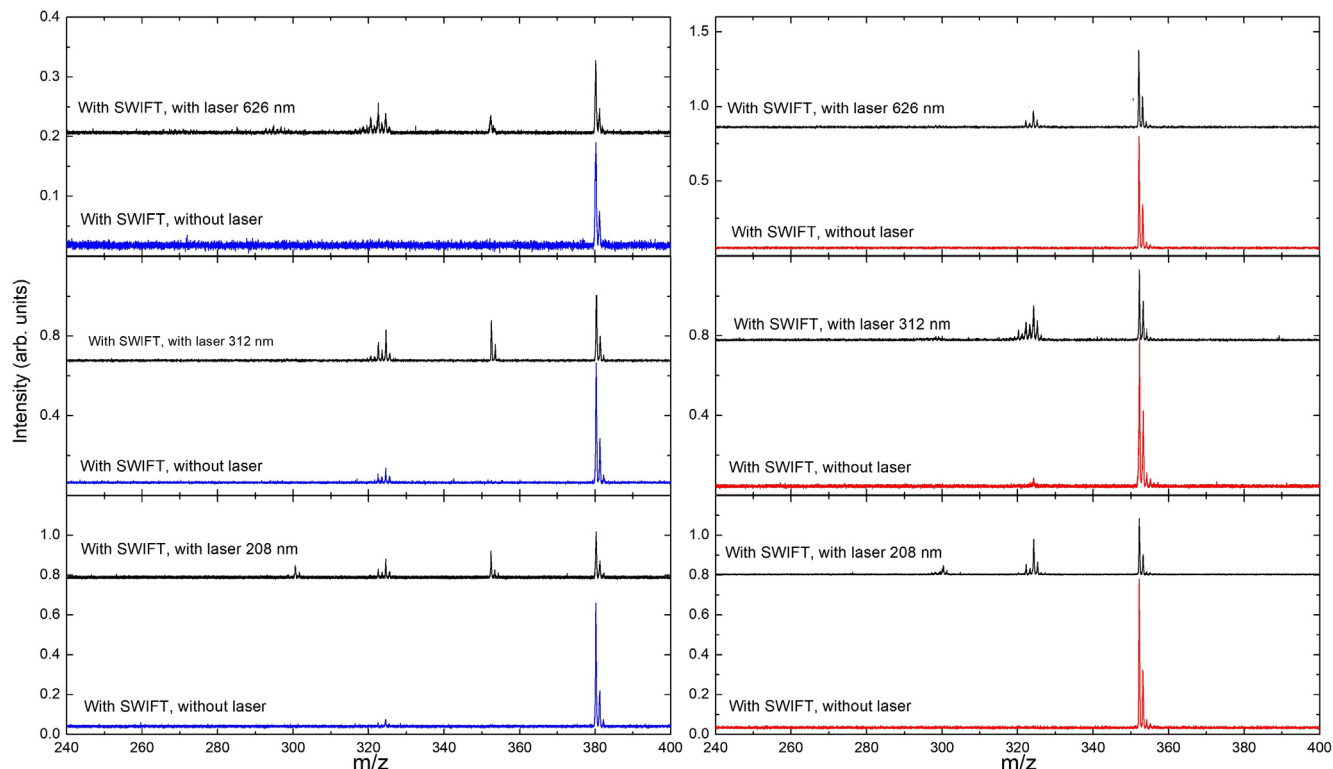 0.4
0.3
With SWIFT, with laser 626 nm
0.2
0.1
With SWIFT, without laser
0.8
With SWIFT, with laser 312 nm
0.4
With SWIFT, without laser
1.0
With SWIFT, with laser 208 nm
0.8
0.6
0.4
With SWIFT, without laser
0.2
0.0
240 260 280 300 320 340 360 380 400
m/z
Intensity (arb. units)
1.5
With SWIFT, with laser 626 nm
1.0
0.5
With SWIFT, without laser
With SWIFT, with laser 312 nm
0.8
0.4
With SWIFT, without laser
1.0
With SWIFT, with laser 208 nm
0.8
0.6
0.4
0.2
With SWIFT, without laser
0.0
240 260 280 300 320 340 360 380 400
m/z